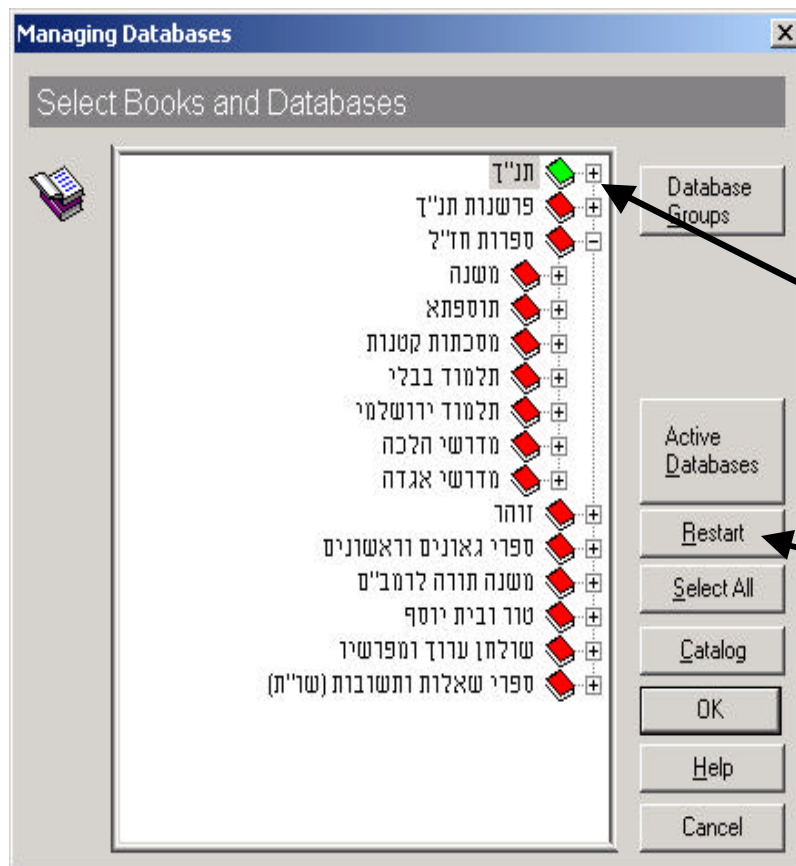 Managing Databases
Select Books and Databases
תנ"ך
פרשנות תנ"ך
ספרות חז"ל
משנה
תוספתא
מסכתות קטנות
תלמוד בבלי
תלמוד ירושלמי
מדרשי הלכה
מדרשי אגדה
זוהר
ספרי גאונים וראשונים
משנה תורה לרמב"ם
טור ובית יוסף
שולחן ערוך ומפרשיו
ספרי שאלות ותשובות (שו"ת)
Database
Groups
Active
Databases
Restart
Select All
Catalog
OK
Help
Cancel